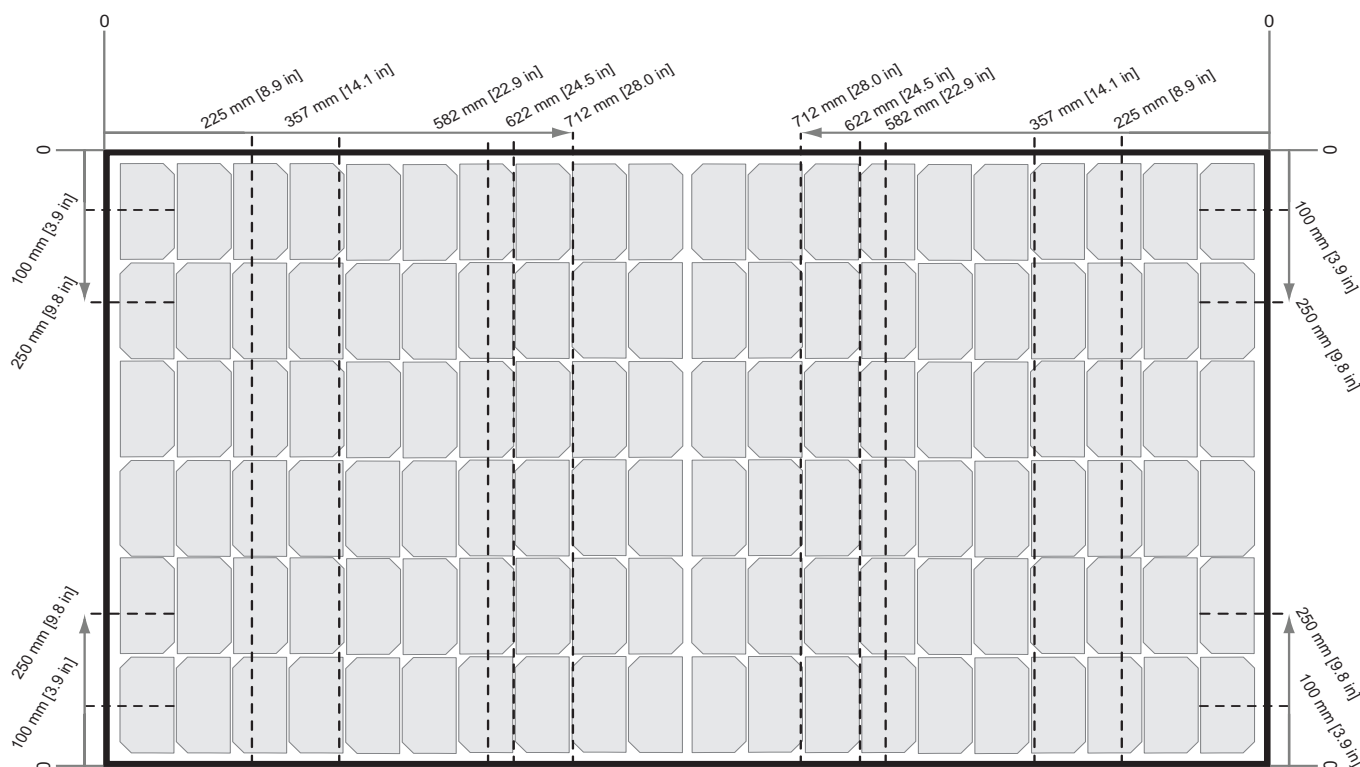 0
0
225 mm [8.9 in]
357 mm [14.1 in]
582 mm [22.9 in]
622 mm [24.5 in]
712 mm [28.0 in]
712 mm [28.0 in]
622 mm [24.5 in]
582 mm [22.9 in]
357 mm [14.1 in]
225 mm [8.9 in]
0
0
100 mm [3.9 in]
100 mm [3.9 in]
250 mm [9.8 in]
250 mm [9.8 in]
250 mm [9.8 in]
250 mm [9.8 in]
100 mm [3.9 in]
100 mm [3.9 in]
0
0